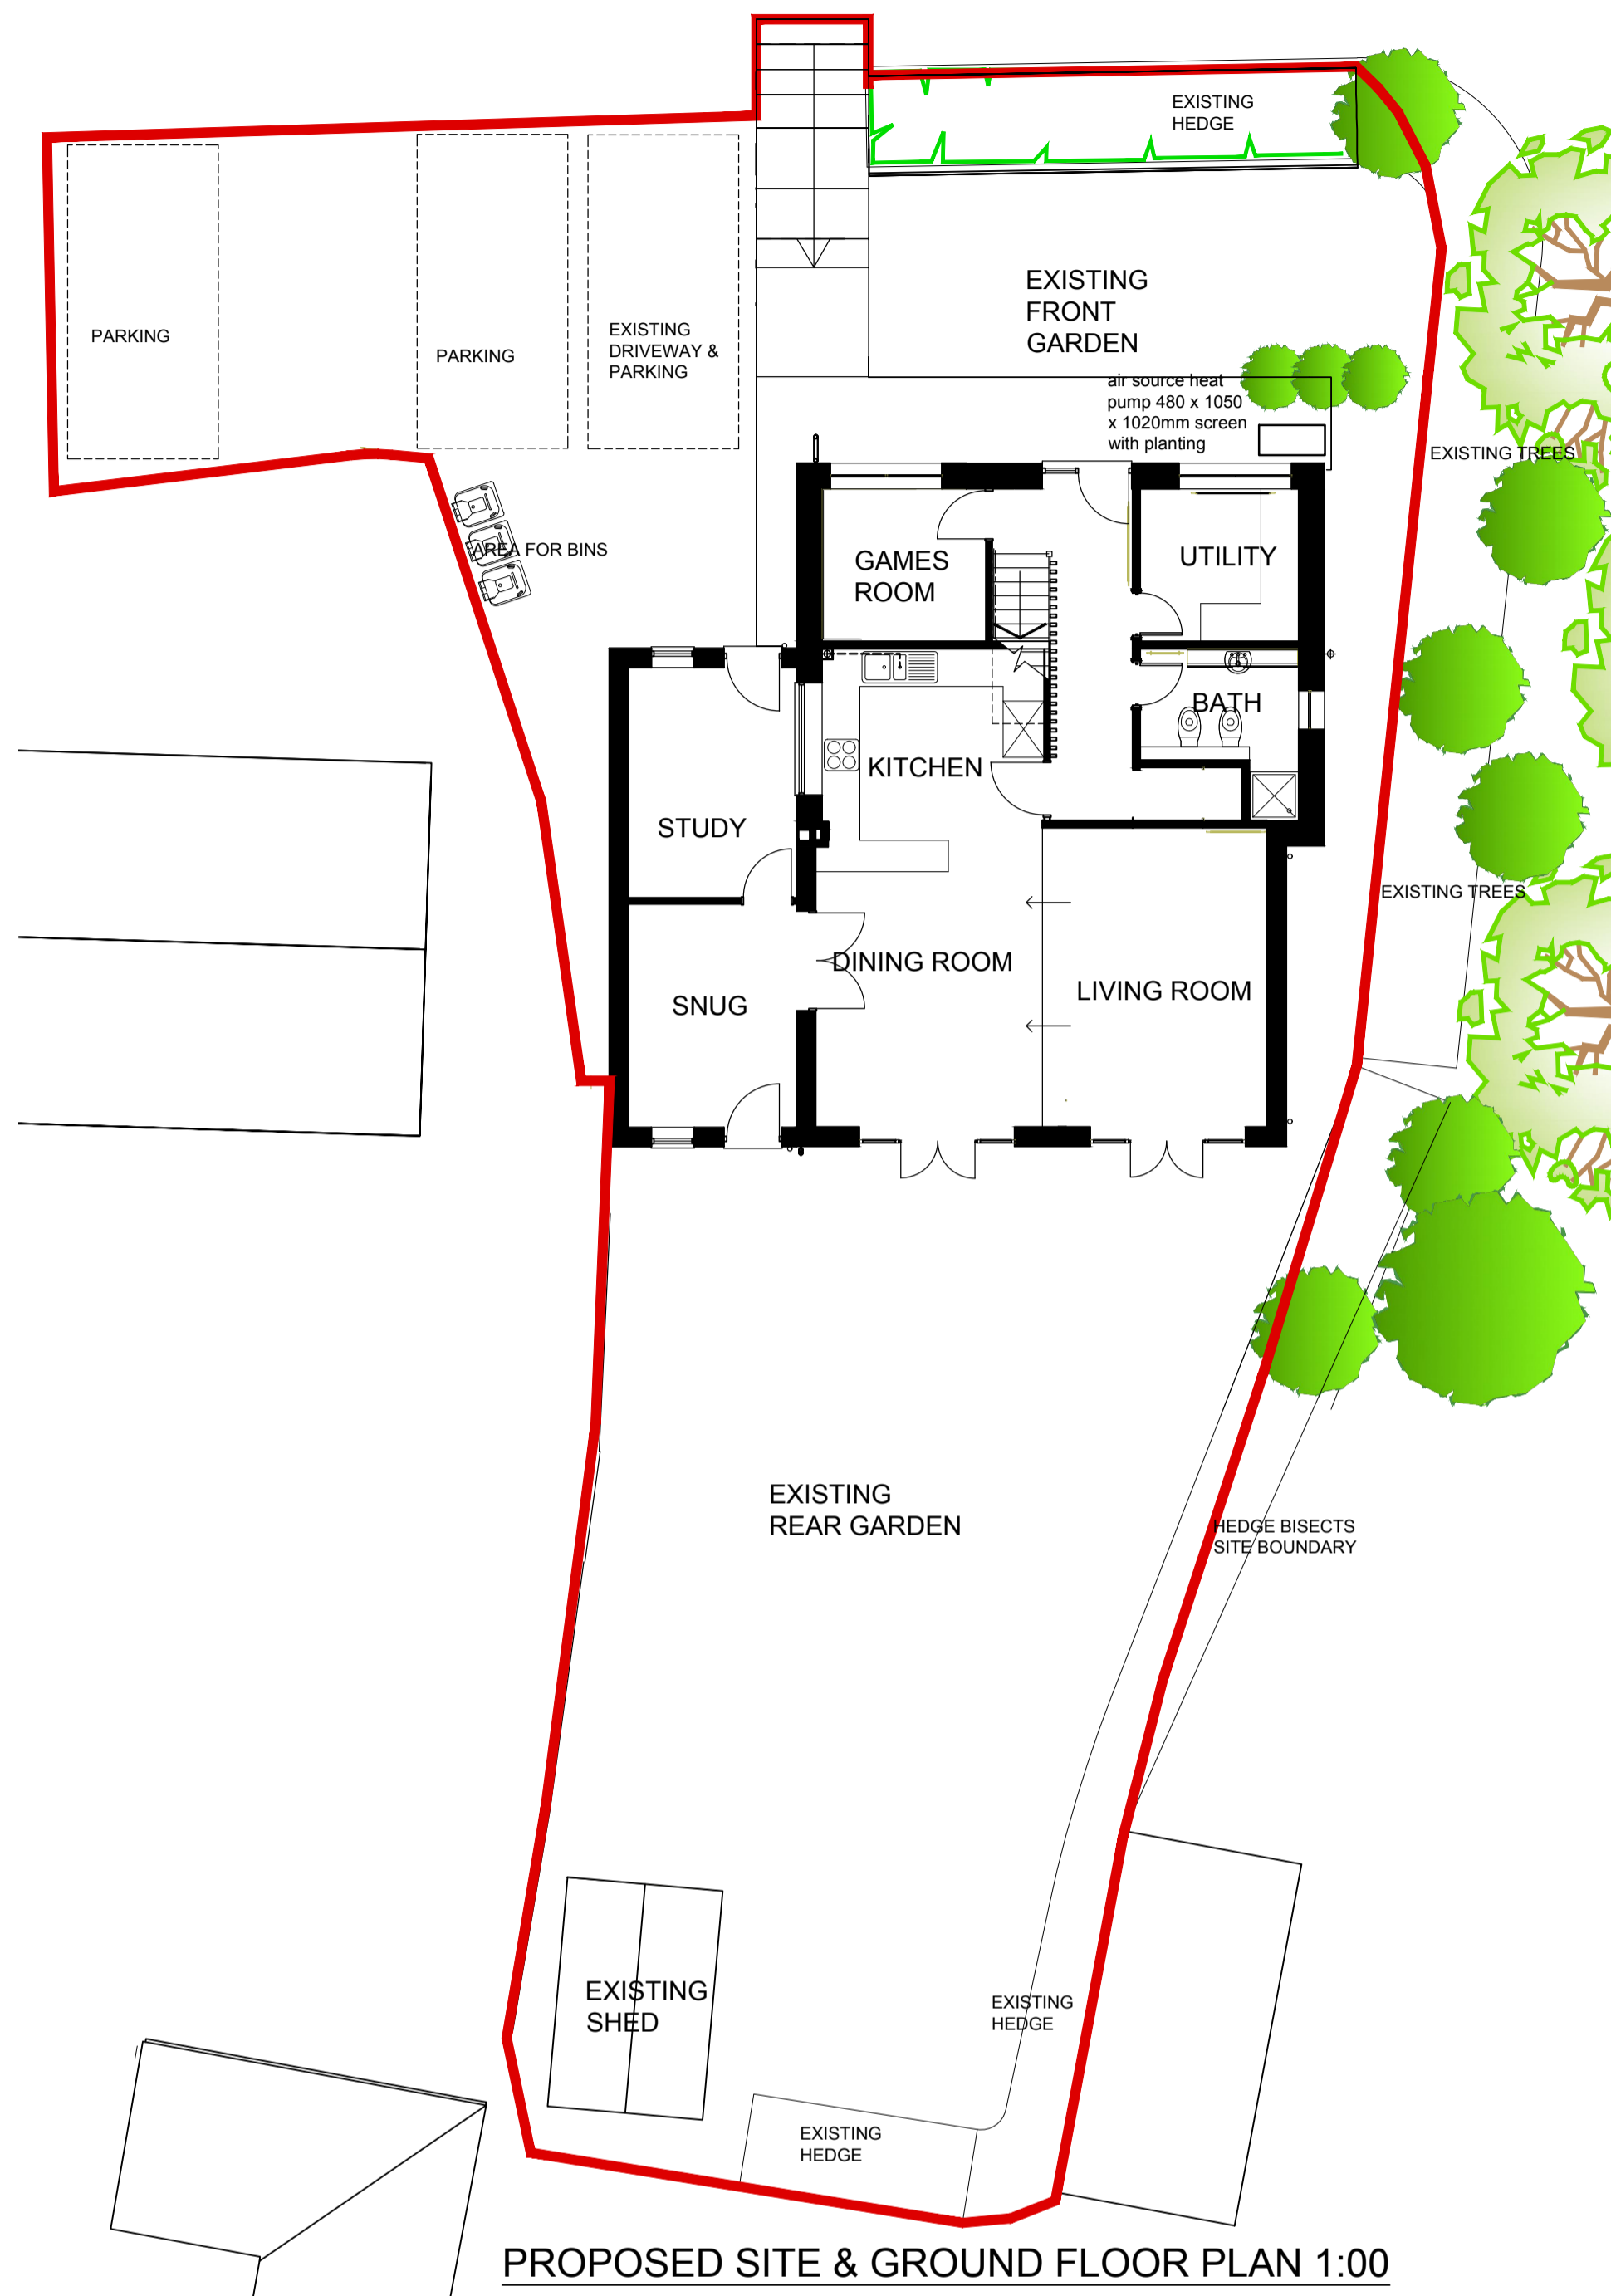 EXISTING
HEDGE
EXISTING
FRONT
GARDEN
PARKING
PARKING
EXISTING
DRIVEWAY &
PARKING
air source heat
pump 480 x 1050
x 1020mm screen
with planting
EXISTING TREES
AREA FOR BINS
GAMES
ROOM
UTILITY
BATH
KITCHEN
STUDY
EXISTING TREES
DINING ROOM
LIVING ROOM
SNUG
EXISTING
REAR GARDEN
HEDGE BISECTS
SITE BOUNDARY
EXISTING
SHED
EXISTING
HEDGE
EXISTING
HEDGE
PROPOSED SITE & GROUND FLOOR PLAN 1:00